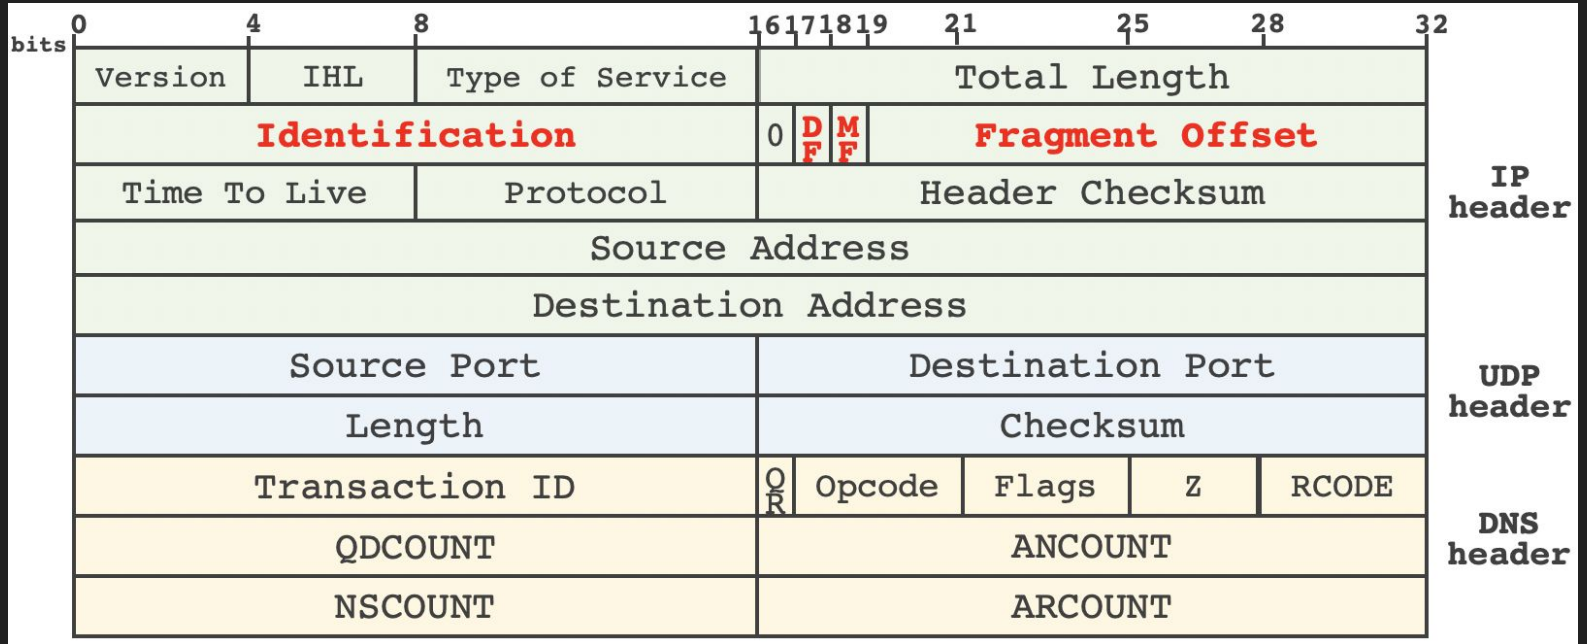 0 4 8 16 17 18 19 21 25 28 32
bits
Version IHL Type of Service Total Length
Identification 0 DF MF Fragment Offset
Time To Live Protocol Header Checksum
IP header
Source Address
Destination Address
Source Port Destination Port
UDP header
Length Checksum
Transaction ID QR Opcode Flags Z RCODE
DNS header
QDCOUNT ANCOUNT
NSCOUNT ARCOUNT